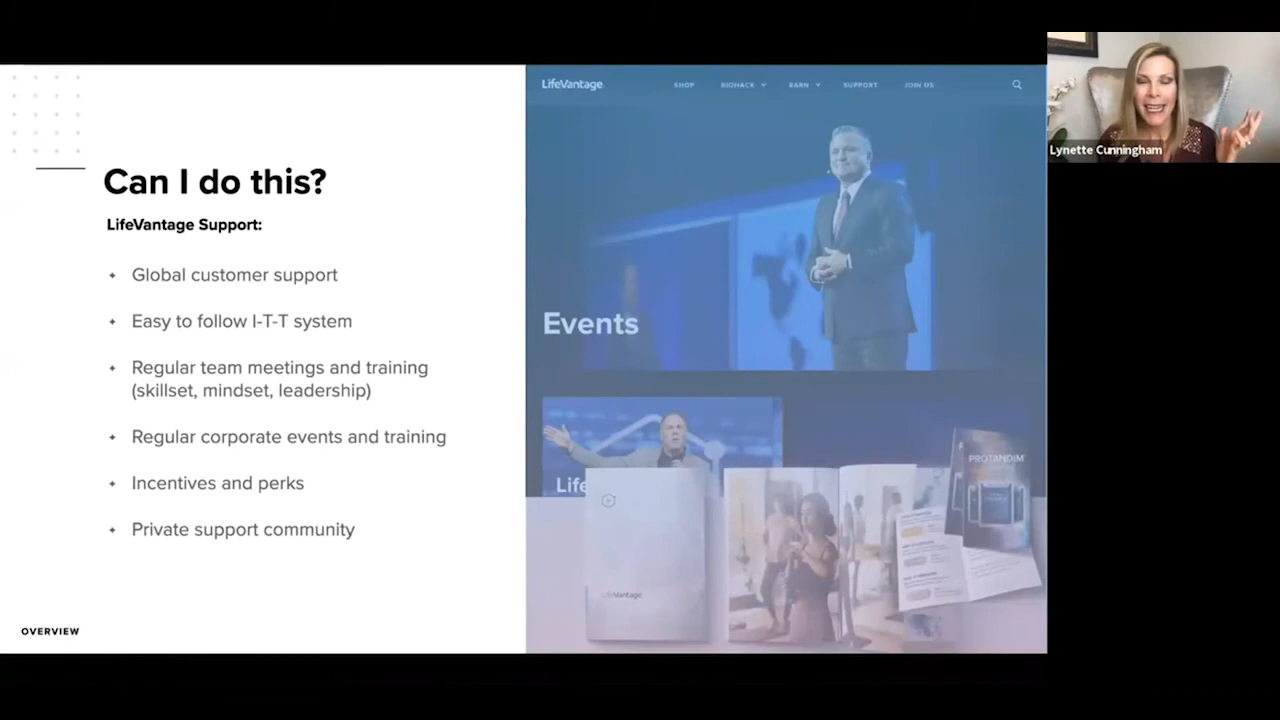 LifeVantage
SHOP
BIOHACK
EARN
SUPPORT
JOIN US
Lynette Cunningham
Can I do this?
LifeVantage Support:
Global customer support
Easy to follow I-T-T system
Regular team meetings and training
(skillset, mindset, leadership)
Regular corporate events and training
Incentives and perks
Private support community
Events
Life
PROTANDIM
LifeVantage
OVERVIEW